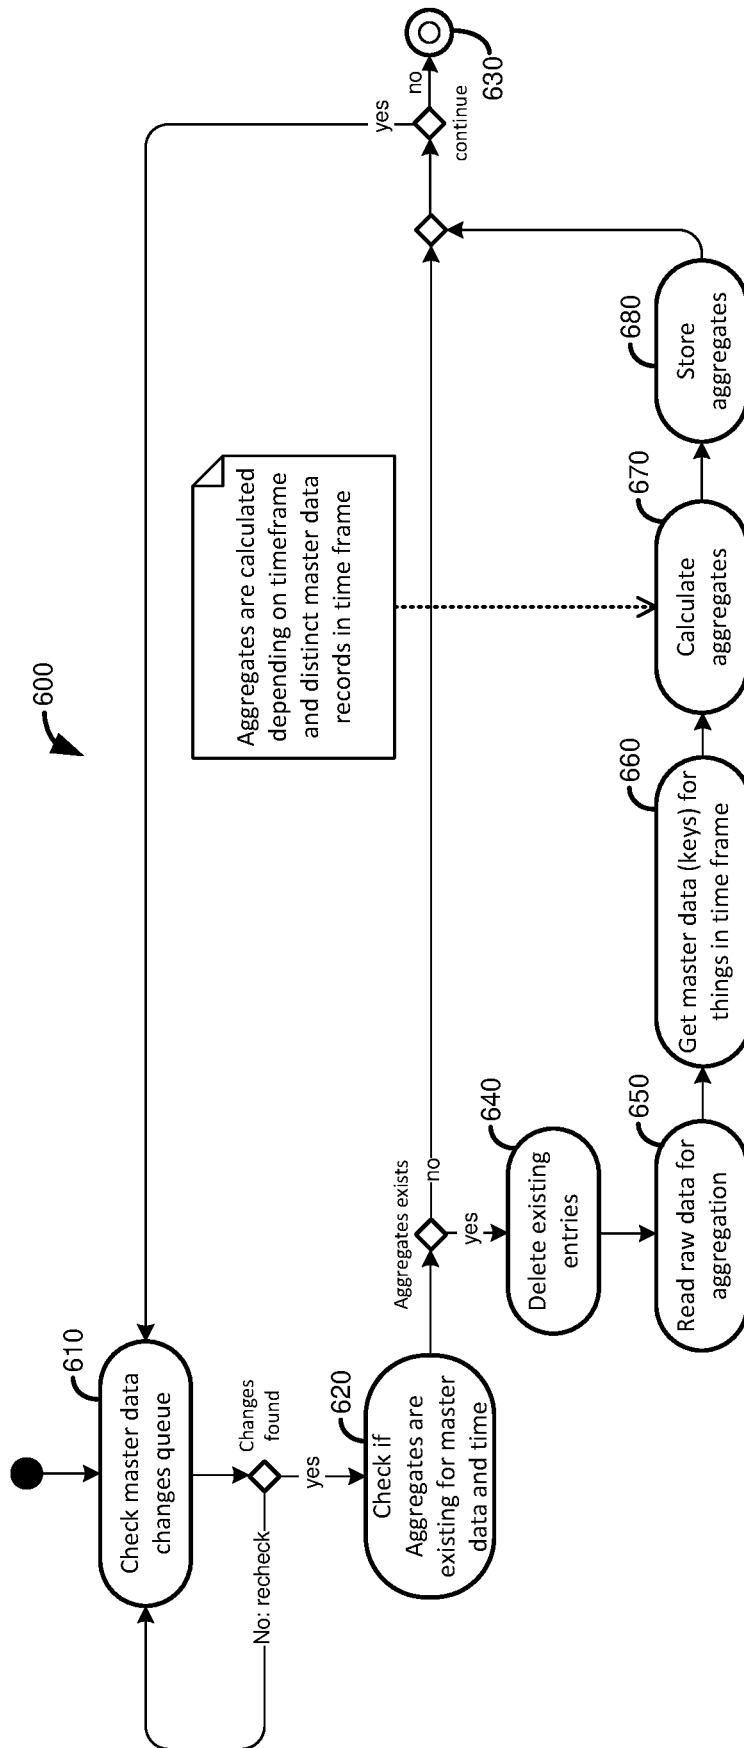 600
610
Check master data
changes queue
Changes
found
No: recheck
yes
620
Check if
Aggregates are
existing for master
data and time
Aggregates exists
no
yes
640
Delete existing
entries
650
Read raw data for
aggregation
660
Get master data (keys) for
things in time frame
Aggregates are calculated
depending on timeframe
and distinct master data
records in time frame
670
Calculate
aggregates
680
Store
aggregates
yes
no
continue
630